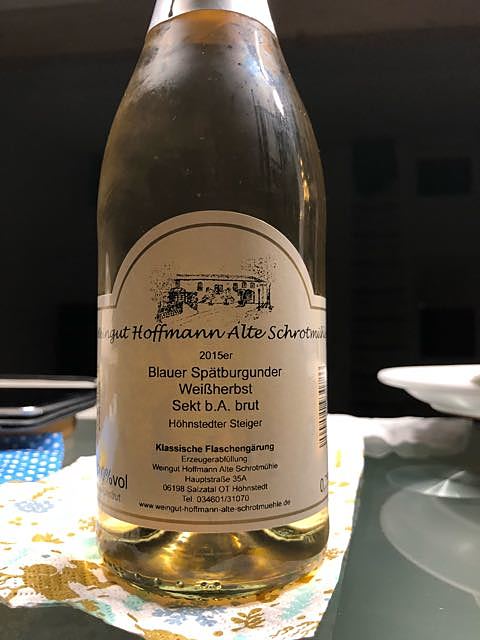 Weingut Hoffmann Alte Schrotmühle
2015er
Blauer Spätburgunder
Weißherbst
Sekt b.A. brut
Höhnstedter Steiger
Klassische Flaschengärung
Erzeugerabfüllung
Weingut Hoffmann Alte Schrotmühle
Hauptstraße 35A
06198 Salzatal OT Höhnstedt
Tel. 034601/31070
www.weingut-hoffmann-alte-schrotmuehle.de
%vol